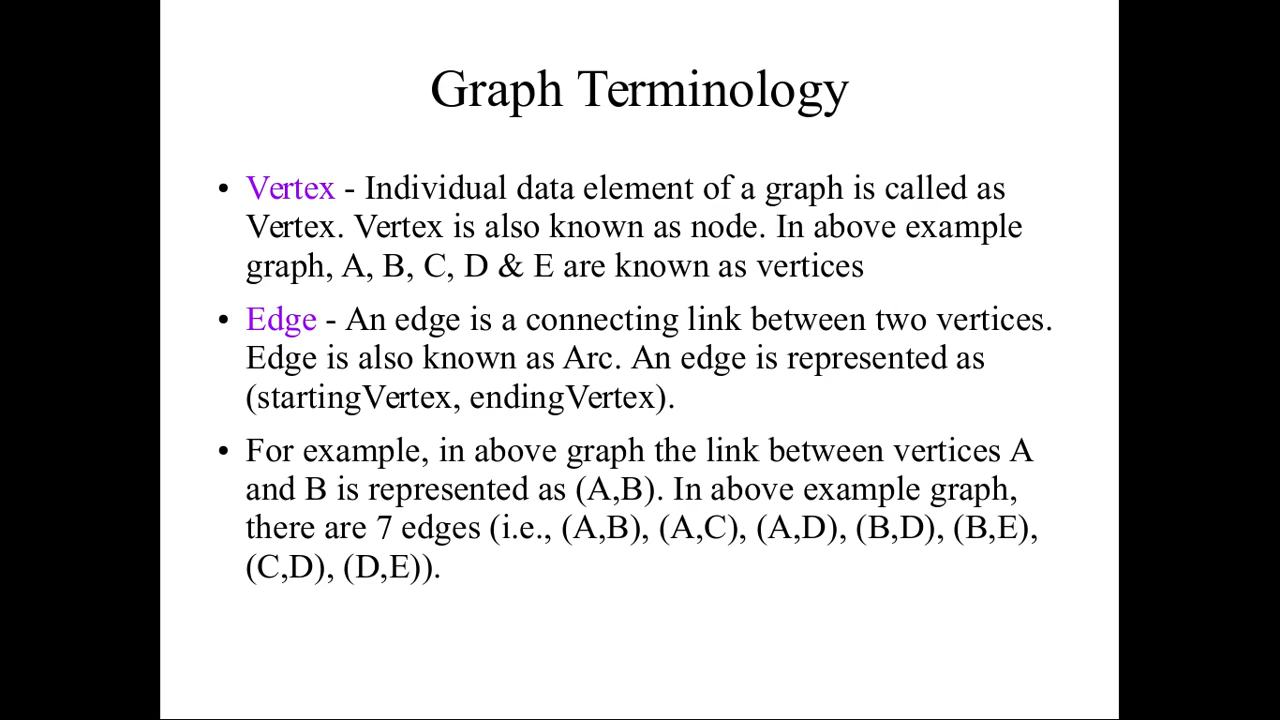 Graph Terminology
• Vertex - Individual data element of a graph is called as
Vertex. Vertex is also known as node. In above example
graph, A, B, C, D & E are known as vertices
• Edge - An edge is a connecting link between two vertices.
Edge is also known as Arc. An edge is represented as
(startingVertex, endingVertex).
• For example, in above graph the link between vertices A
and B is represented as (A,B). In above example graph,
there are 7 edges (i.e., (A,B), (A,C), (A,D), (B,D), (B,E),
(C,D), (D,E)).